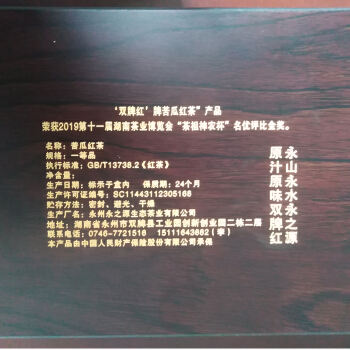 ‘双牌红’牌苦瓜红茶”产品
荣获2019第十一届湖南茶业博览会“茶祖神农杯”名优评比金奖。
名称：苦瓜红茶
规格：一等品
执行标准：GB/T13738.2《红茶》
净含量：
生产日期：标示于盒内 保质期：24个月
生产许可证编号：SC11443112305165
贮存方法：密封、避光、干燥
生产厂名：永州永之源生态茶业有限公司
地址：湖南省永州市双牌县工业园创新创业园二栋二层
电话：0746-7721516 15111643662（李）
本产品由中国人民财产保险股份有限公司承保
永山永水永之源
原汁原味双牌红